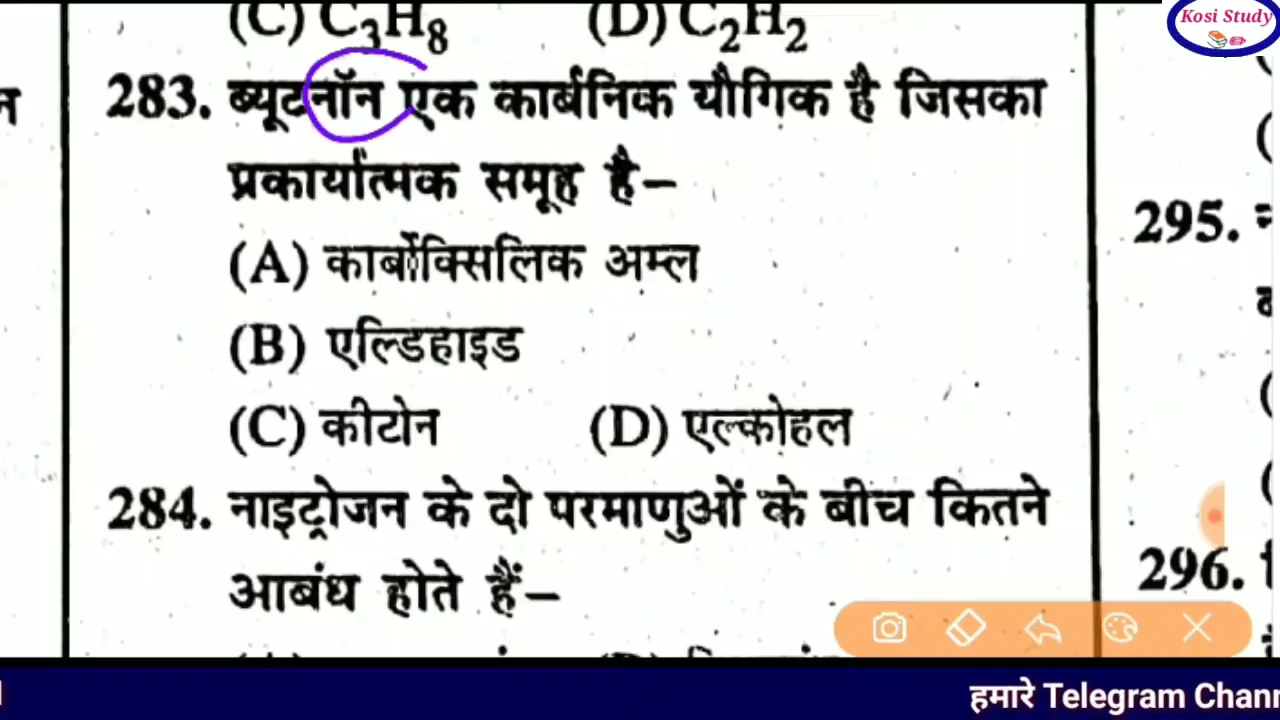 (C) C3H8 (D) C2H2
Kosi Study
283. ब्यूटनॉन एक कार्बनिक यौगिक है जिसका
प्रकार्यात्मक समूह है–
(A) कार्बोक्सिलिक अम्ल
(B) एल्डिहाइड
(C) कीटोन (D) एल्कोहल
284. नाइट्रोजन के दो परमाणुओं के बीच कितने
आबंध होते हैं–
295.
296.
हमारे Telegram Chann